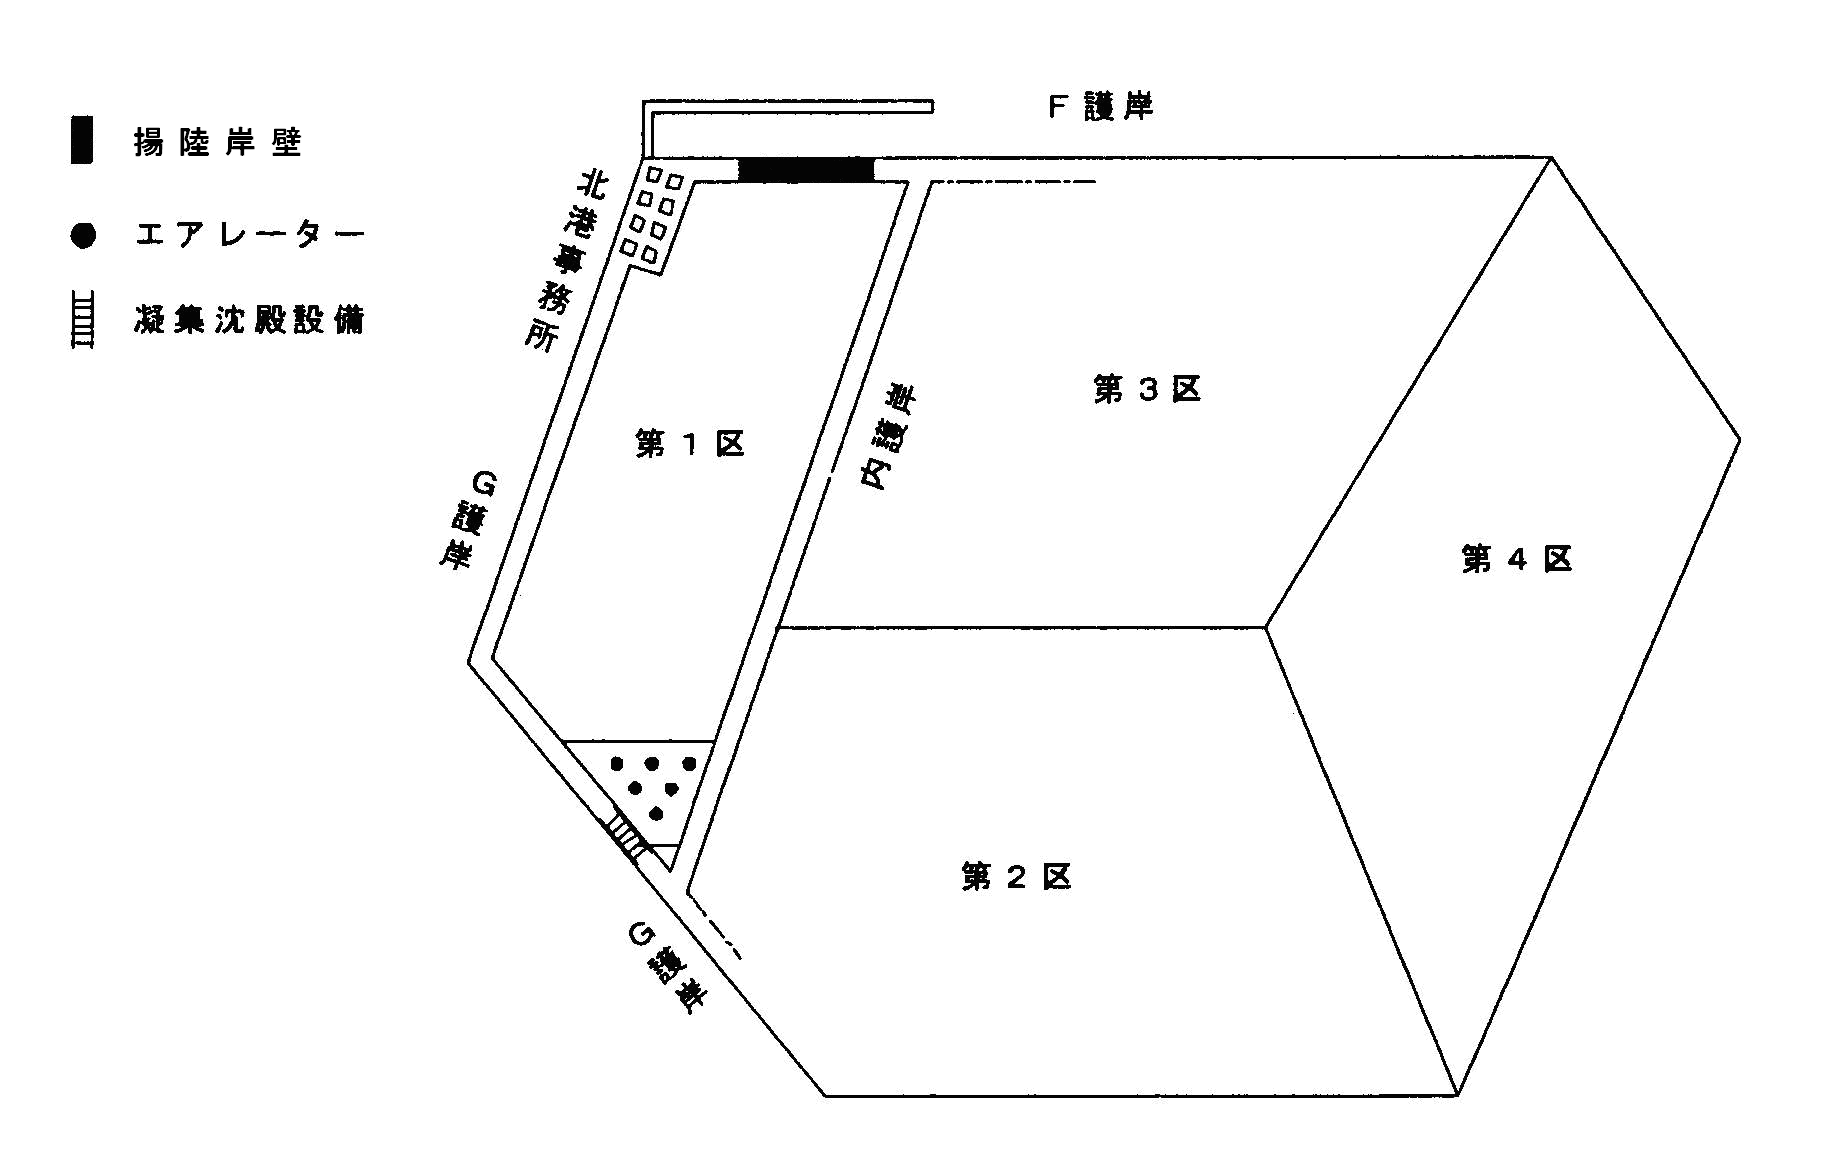 揚陸岸壁
エアレーター
凝集沈殿設備
F護岸
北港事務所
第3区
内護岸
第1区
G護岸
第4区
第2区
G護岸